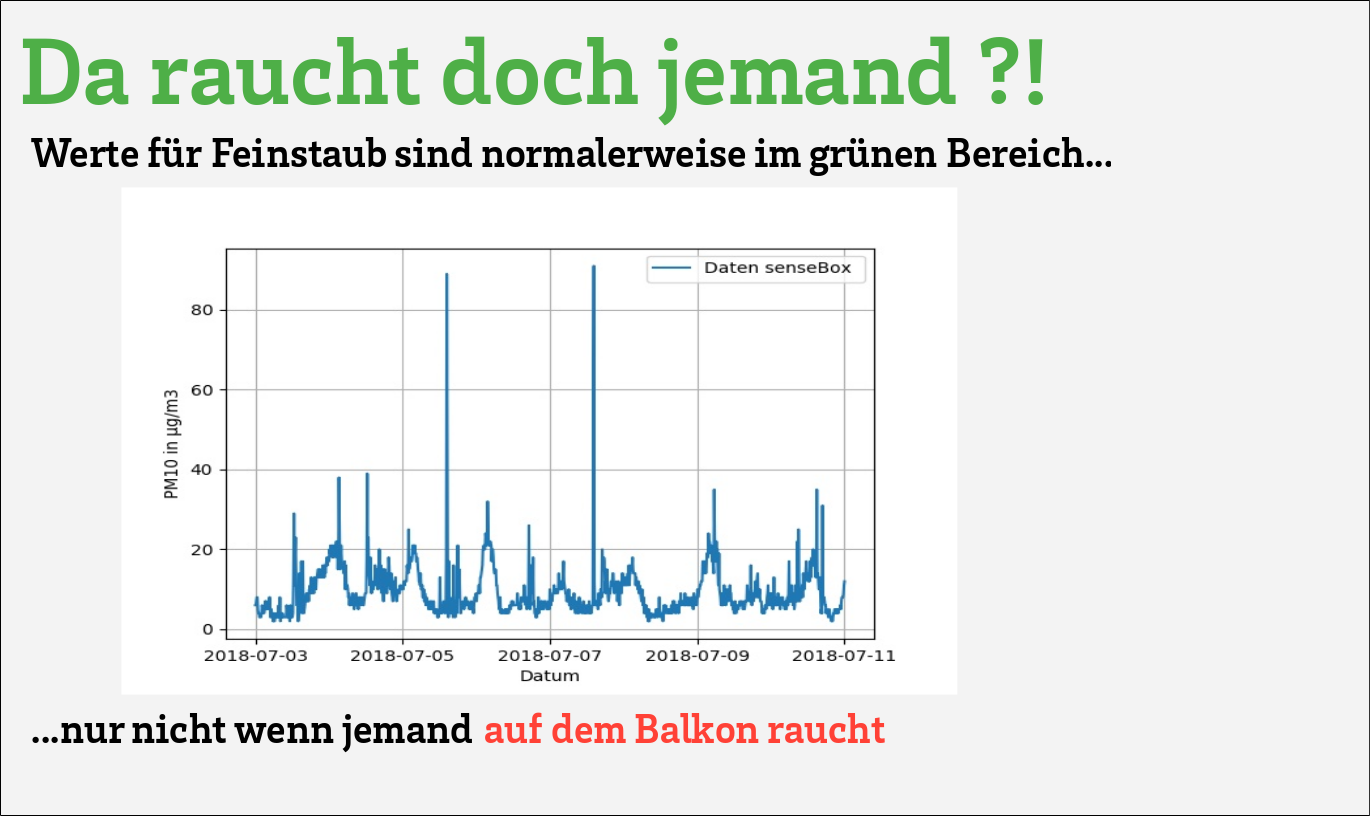 Da raucht doch jemand ?!
Werte für Feinstaub sind normalerweise im grünen Bereich...
Daten senseBox
80
60
40
20
0
PM10 in µg/m3
2018-07-03 2018-07-05 2018-07-07 2018-07-09 2018-07-11
Datum
...nur nicht wenn jemand auf dem Balkon raucht